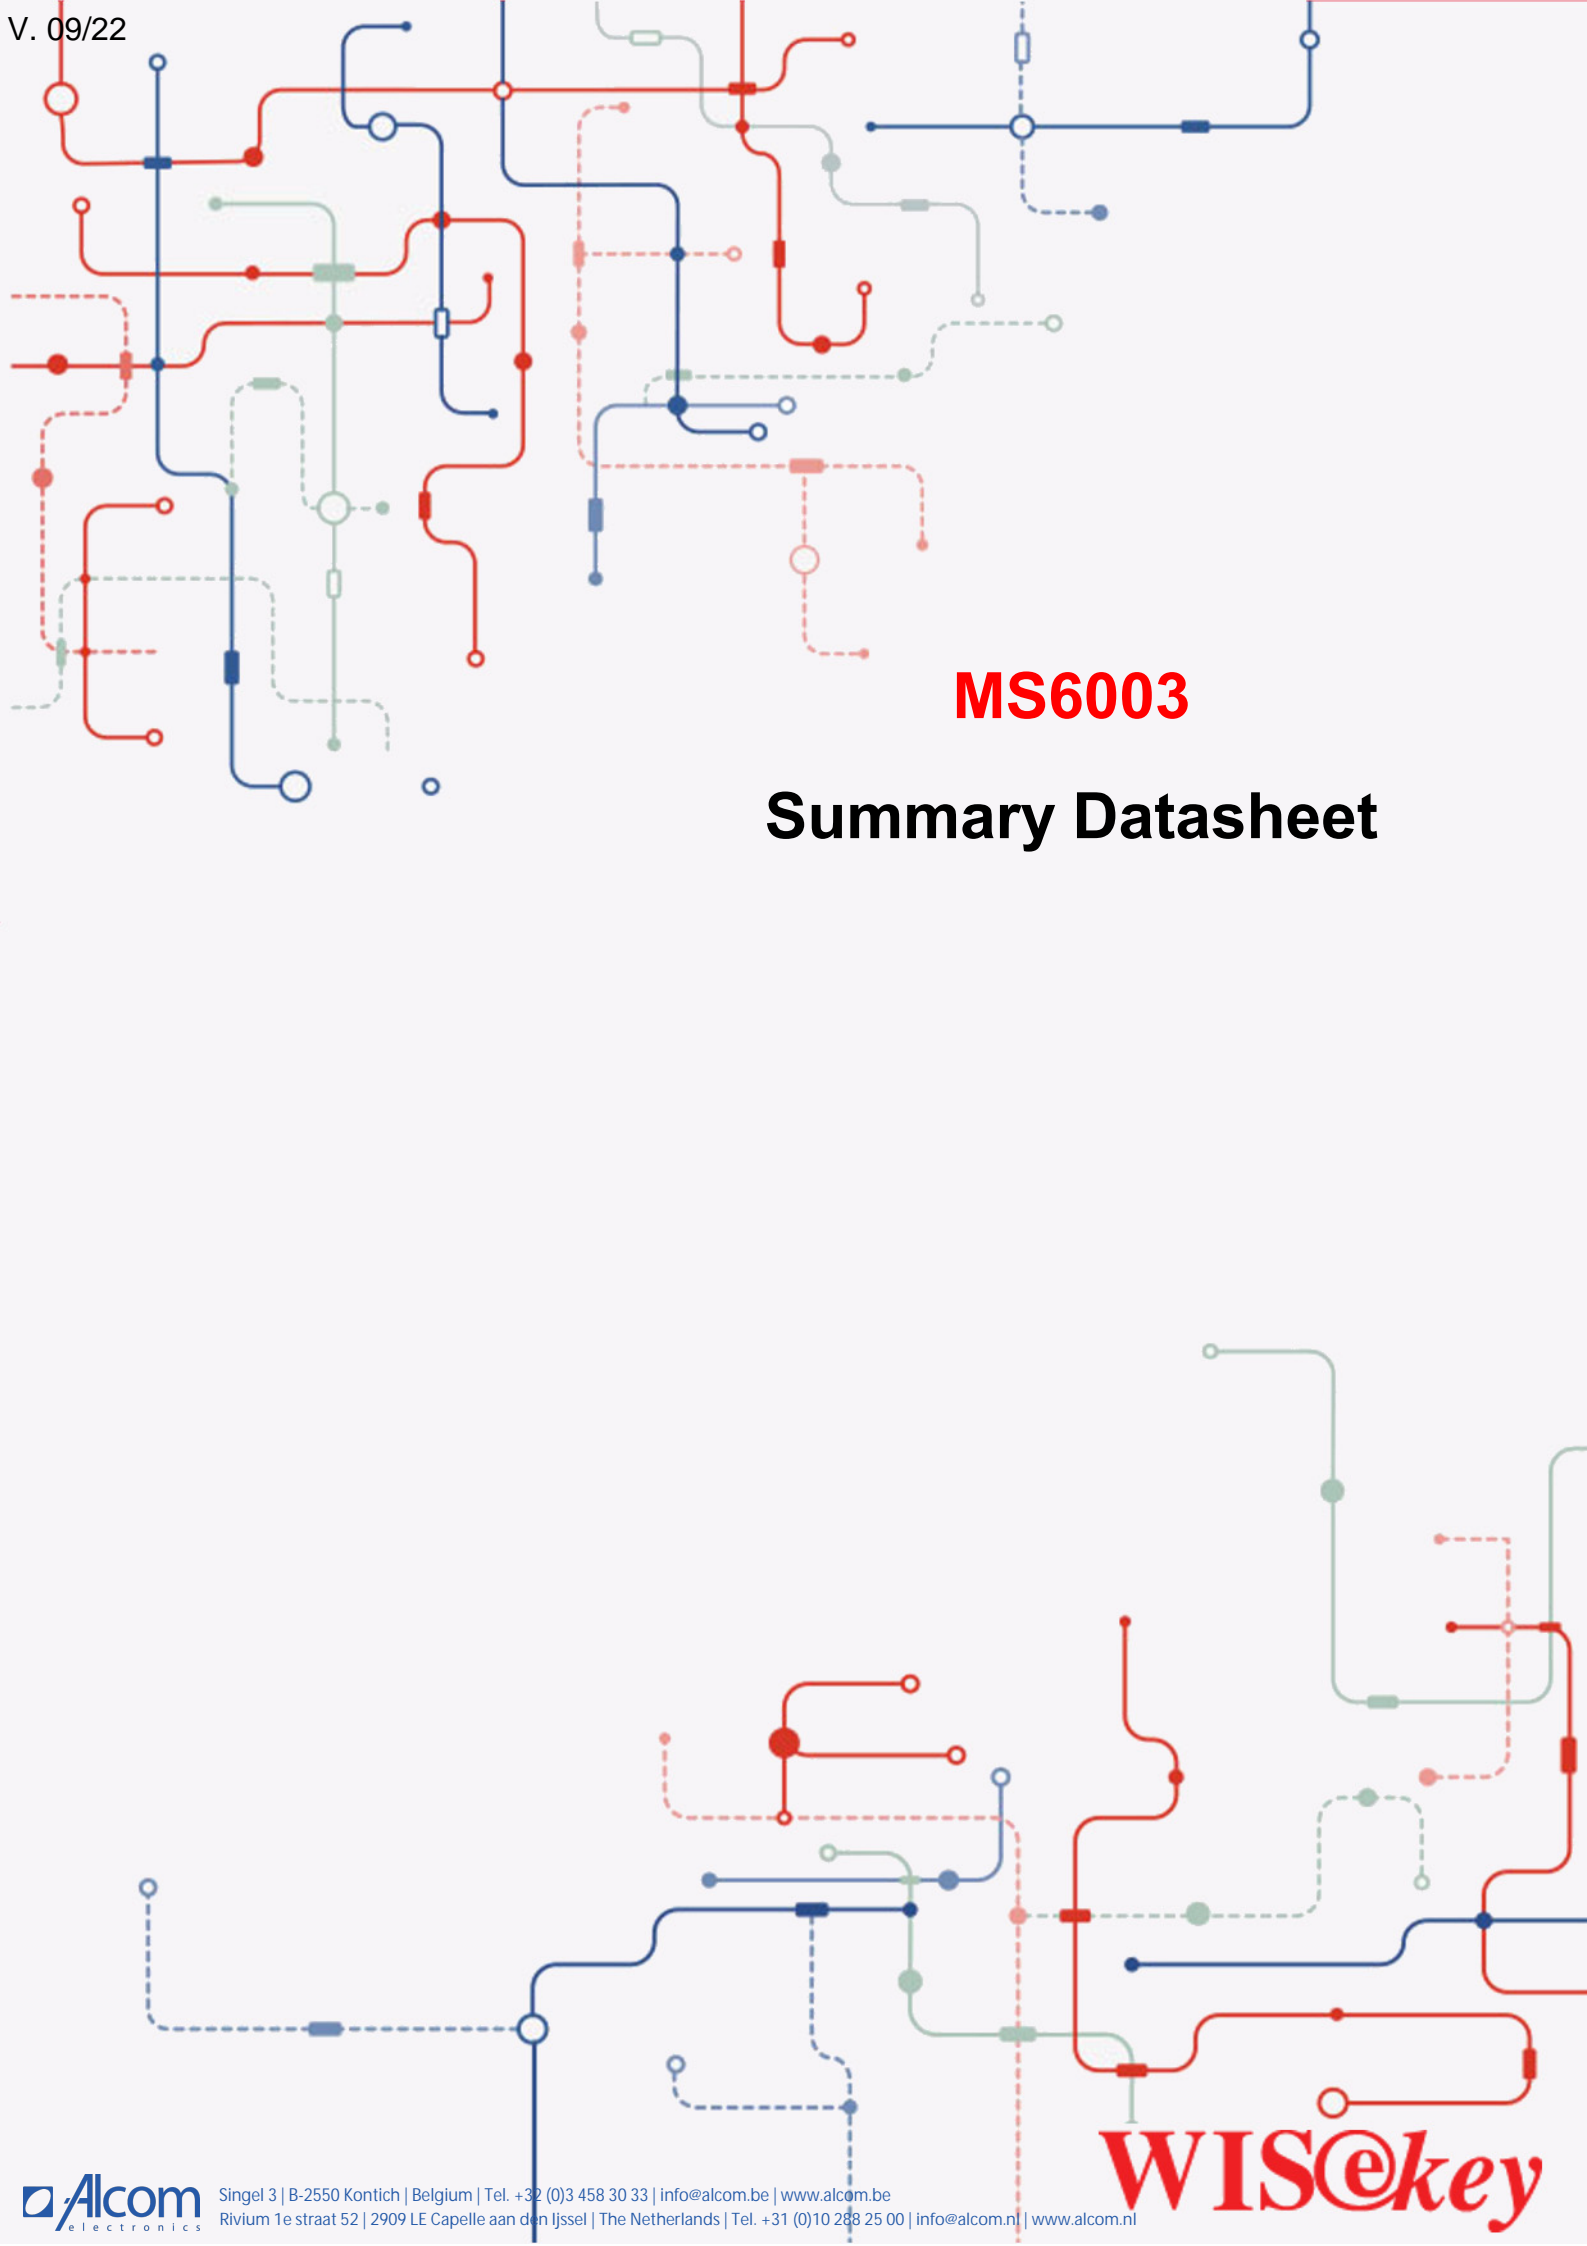 V. 09/22
MS6003
Summary Datasheet
WISekey
Alcom
electronics
Singel 3 | B-2550 Kontich | Belgium | Tel. +32 (0)3 458 30 33 | info@alcom.be | www.alcom.be
Rivium 1e straat 52 | 2909 LE Capelle aan den Ijssel | The Netherlands | Tel. +31 (0)10 288 25 00 | info@alcom.nl | www.alcom.nl